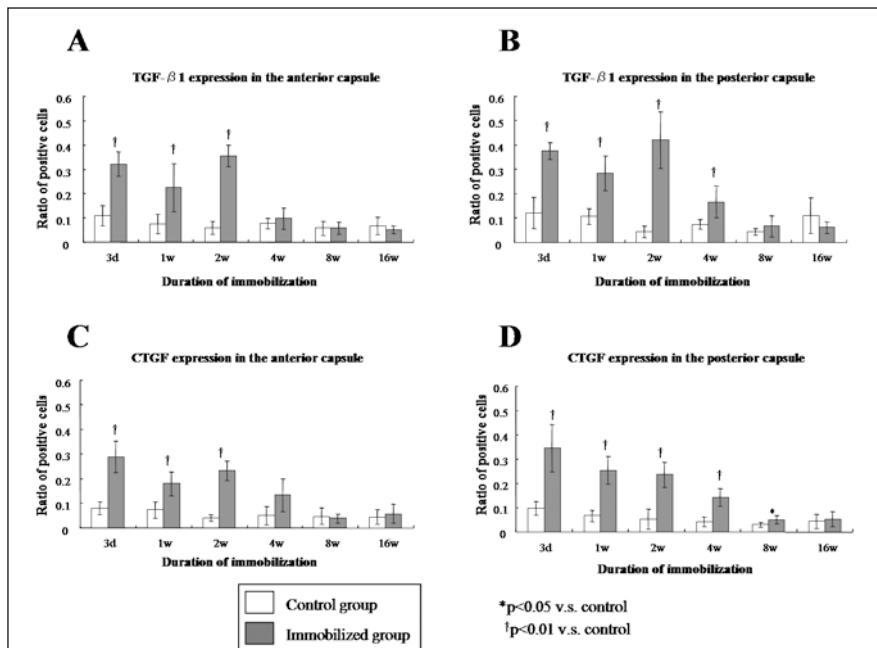 A
TGF-β1 expression in the anterior capsule
Ratio of positive cells
0.6
0.5
0.4
0.3
0.2
0.1
0
†
†
†
3d 1w 2w 4w 8w 16w
Duration of immobilization
B
TGF-β1 expression in the posterior capsule
Ratio of positive cells
0.6
0.5
0.4
0.3
0.2
0.1
0
†
†
†
†
3d 1w 2w 4w 8w 16w
Duration of immobilization
C
CTGF expression in the anterior capsule
Ratio of positive cells
0.6
0.5
0.4
0.3
0.2
0.1
0
†
†
†
3d 1w 2w 4w 8w 16w
Duration of immobilization
D
CTGF expression in the posterior capsule
Ratio of positive cells
0.6
0.5
0.4
0.3
0.2
0.1
0
†
†
†
†
*
3d 1w 2w 4w 8w 16w
Duration of immobilization
Control group
Immobilized group
*p<0.05 v.s. control
†p<0.01 v.s. control